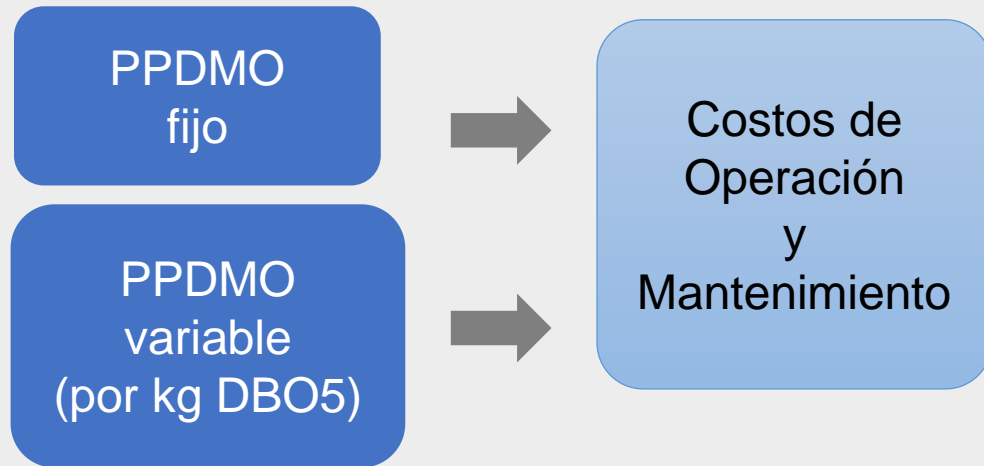 PPDMO
fijo
PPDMO
variable
(por kg DBO5)
Costos de
Operación
y
Mantenimiento